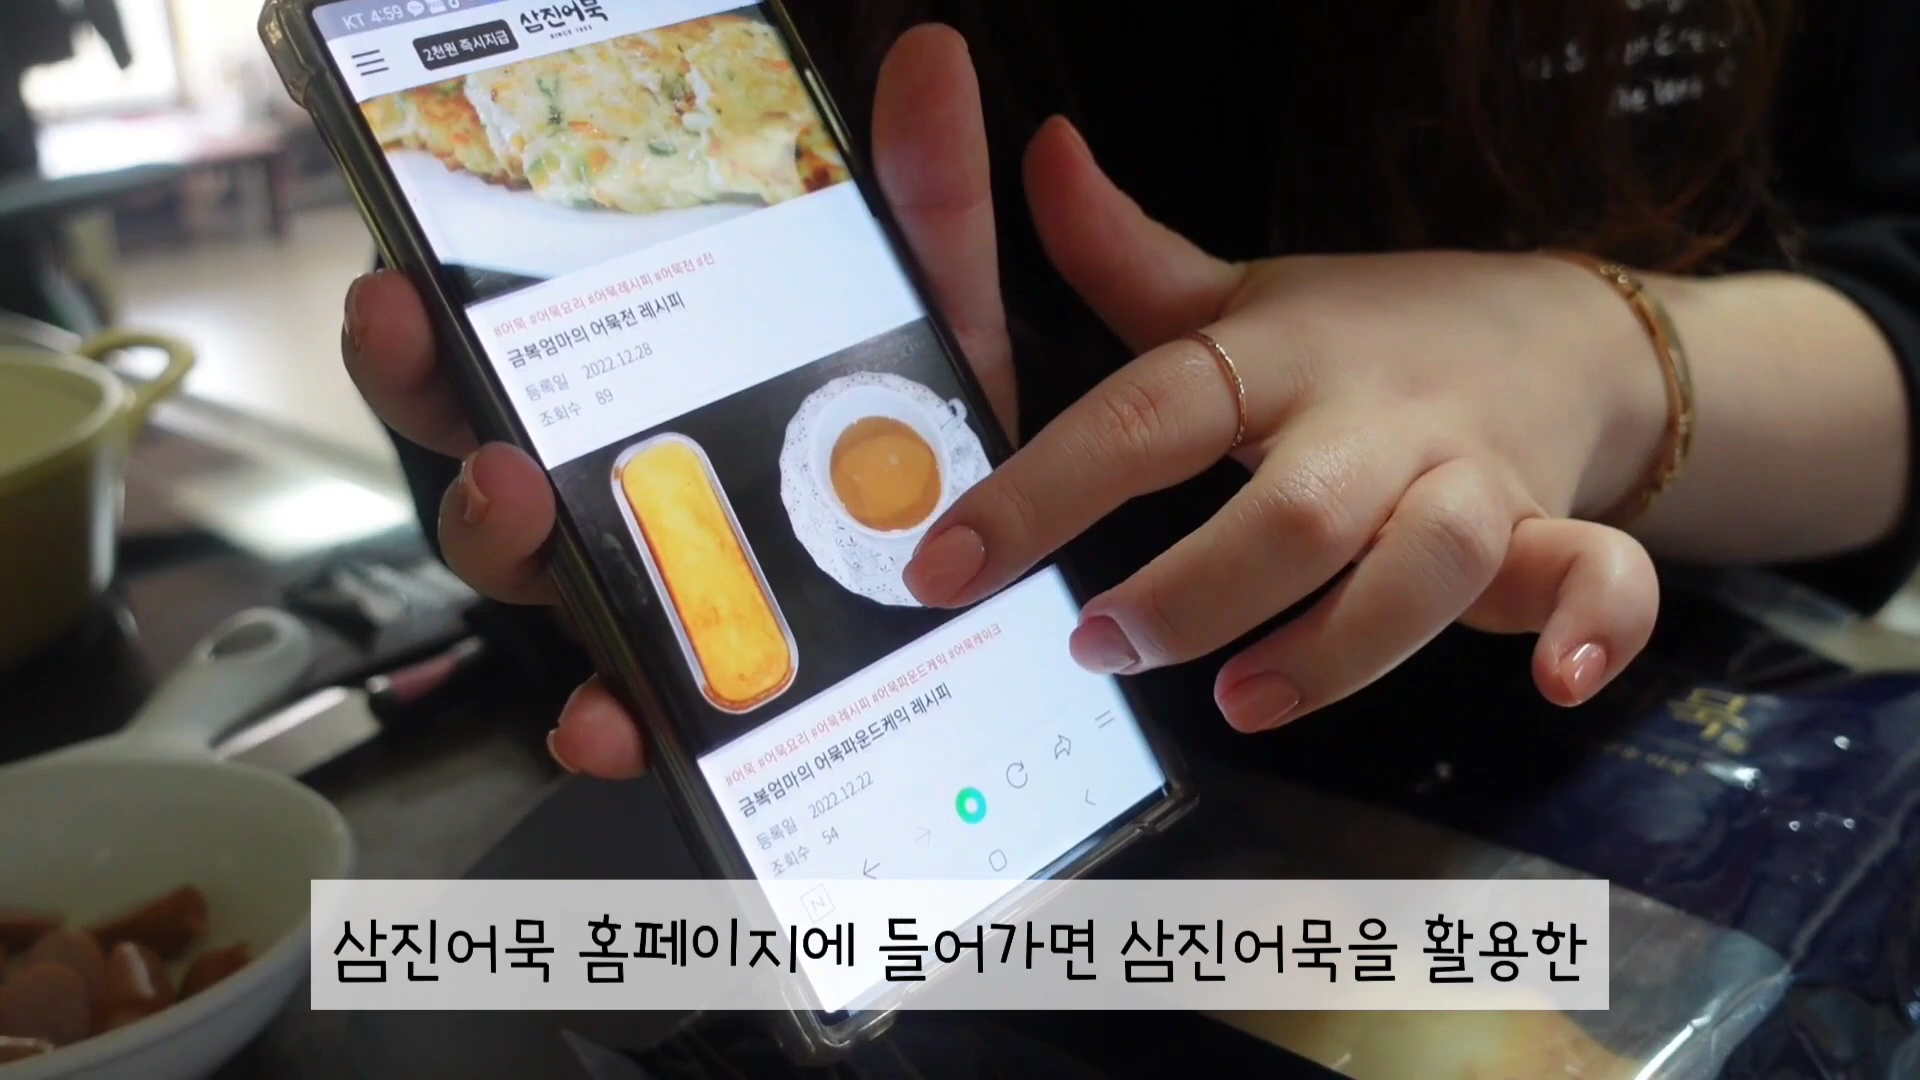 KT 4:59
2천원 즉시지급
삼진어묵
SINCE 1953
#어묵 #어묵요리 #어묵레시피 #어묵전 #전
금복엄마의 어묵전 레시피
등록일 2022.12.28
조회수 89
#어묵 #어묵요리 #어묵레시피 #어묵파운드케익 #어묵케이크
금복엄마의 어묵파운드케익 레시피
등록일 2022.12.22
조회수 54
N
삼진어묵 홈페이지에 들어가면 삼진어묵을 활용한